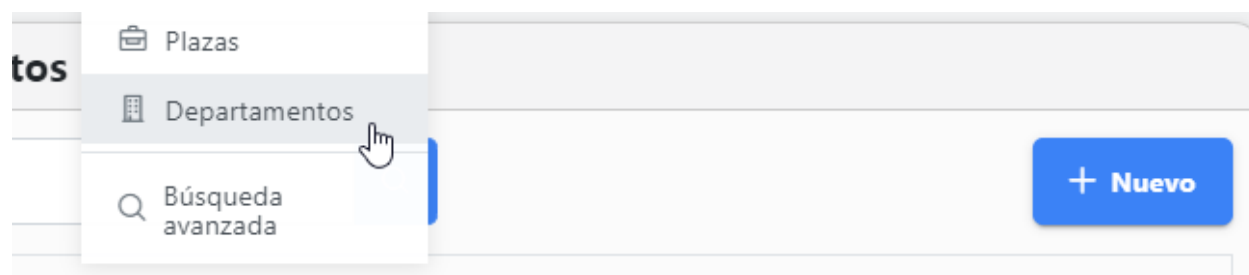 Plazas
tos
Departamentos
+ Nuevo
Búsqueda
avanzada